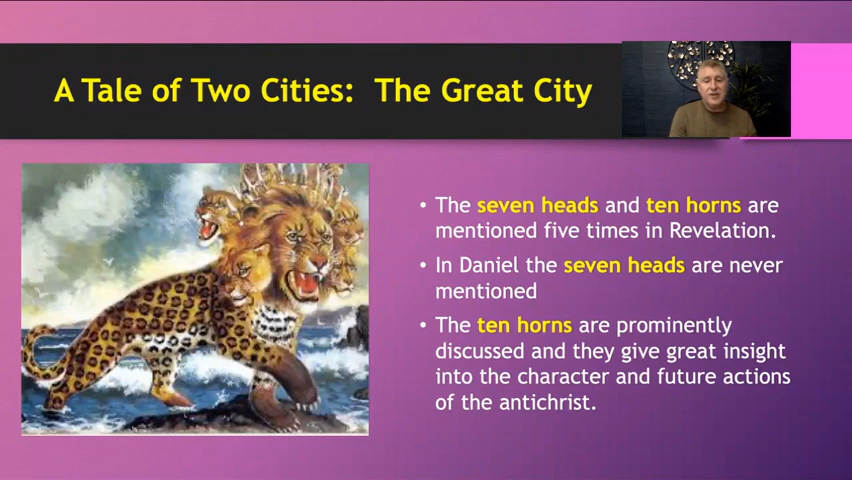 A Tale of Two Cities:  The Great City
• The seven heads and ten horns are
mentioned five times in Revelation.
• In Daniel the seven heads are never
mentioned
• The ten horns are prominently
discussed and they give great insight
into the character and future actions
of the antichrist.